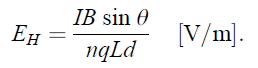 E_H = \frac{IB \sin \theta}{nqLd} [V/m].